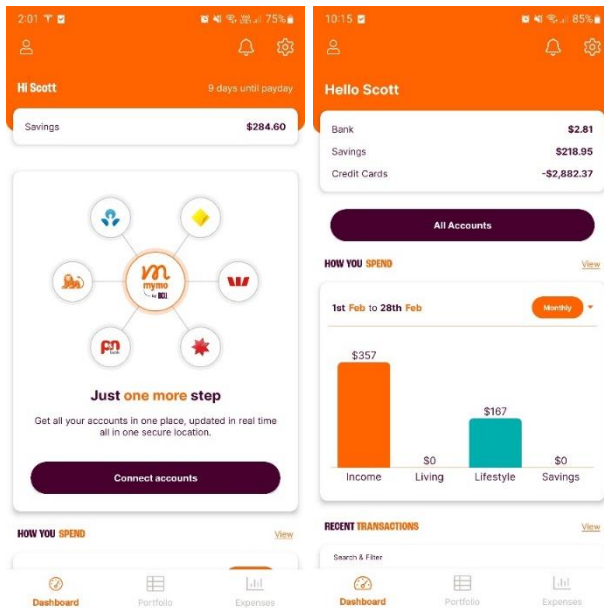 2:01
75%
Hi Scott
9 days until payday
Savings $284.60
mymo
by BCU
P&N
BANK
Just one more step
Get all your accounts in one place, updated in real time
all in one secure location.
Connect accounts
HOW YOU SPEND View
Dashboard Portfolio Expenses
10:15
85%
Hello Scott
Bank $2.81
Savings $218.95
Credit Cards -$2,882.37
All Accounts
HOW YOU SPEND View
1st Feb to 28th Feb Monthly
$357
$167
$0 $0
Income Living Lifestyle Savings
RECENT TRANSACTIONS View
Search & Filter
Dashboard Portfolio Expenses